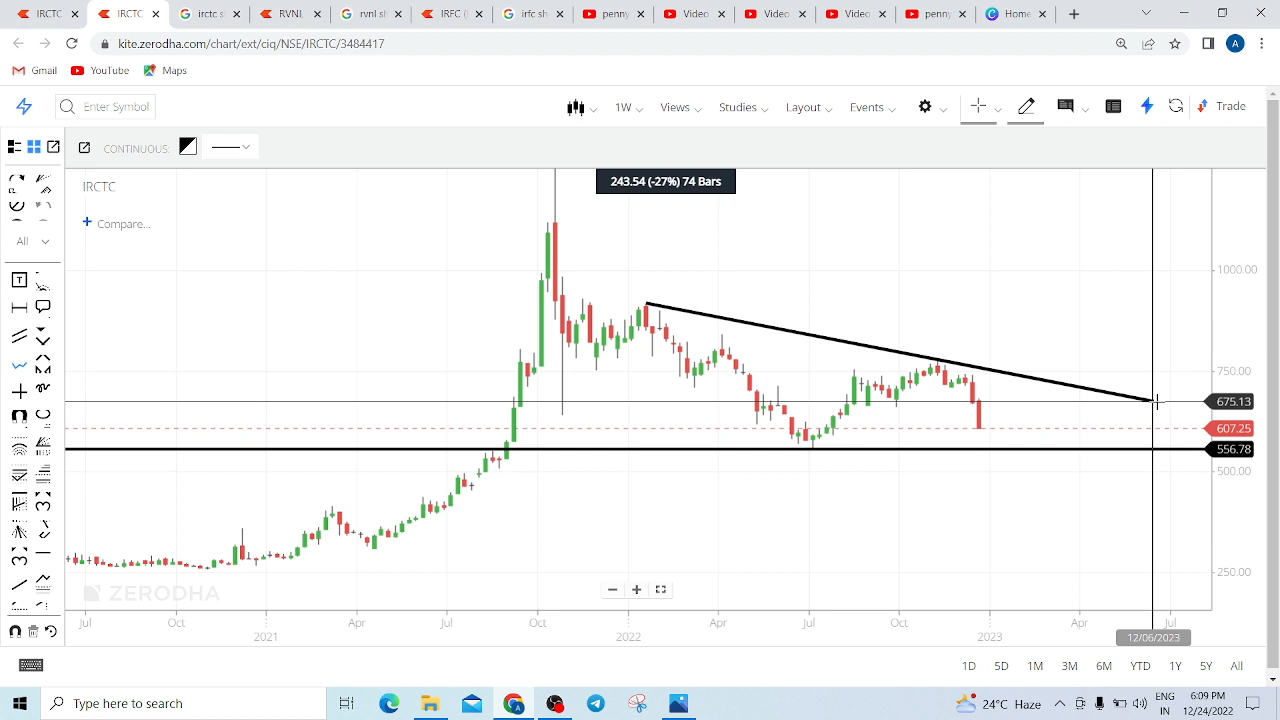 IRCTC
IRCTC
irctc
RVNL
rvnl sh
IRC (
irc sh
penny
Video
Video
Video
penny
Home
kite.zerodha.com/chart/ext/ciq/NSE/IRCTC/3484417
A
Gmail
YouTube
Maps
Enter Symbol
1W
Views
Studies
Layout
Events
Trade
CONTINUOUS:
243.54 (-27%) 74 Bars
IRCTC
Compare...
All
T
1000.00
750.00
675.13
607.25
556.78
500.00
250.00
ZERODHA
Jul
Oct
2021
Apr
Jul
Oct
2022
Apr
Jul
Oct
2023
Apr
12/06/2023
Jul
1D 5D 1M 3M 6M YTD 1Y 5Y All
Type here to search
24°C Haze
ENG
IN
6:09 PM
12/24/2022